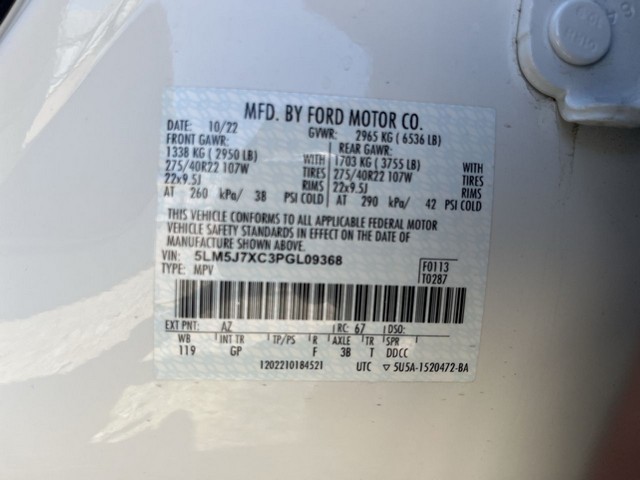 MFD. BY FORD MOTOR CO.
DATE: 10/22 GVWR: 2965 KG ( 6536 LB)
FRONT GAWR: REAR GAWR:
1338 KG ( 2950 LB) WITH 1703 KG ( 3755 LB) WITH
275/40R22 107W TIRES 275/40R22 107W TIRES
22x9.5J RIMS 22x9.5J RIMS
AT 260 kPa/ 38 PSI COLD AT 290 kPa/ 42 PSI COLD
THIS VEHICLE CONFORMS TO ALL APPLICABLE FEDERAL MOTOR
VEHICLE SAFETY STANDARDS IN EFFECT ON THE DATE OF
MANUFACTURE SHOWN ABOVE.
VIN: 5LM5J7XC3PGL09368 F0113
TYPE: MPV T0287
EXT PNT: AZ RC: 67 DSO:
WB INT TR TP/PS R AXLE TR SPR
119 GP F 38 T DDCC
1202210184521 UTC ▽ 5U5A-1520472-BA